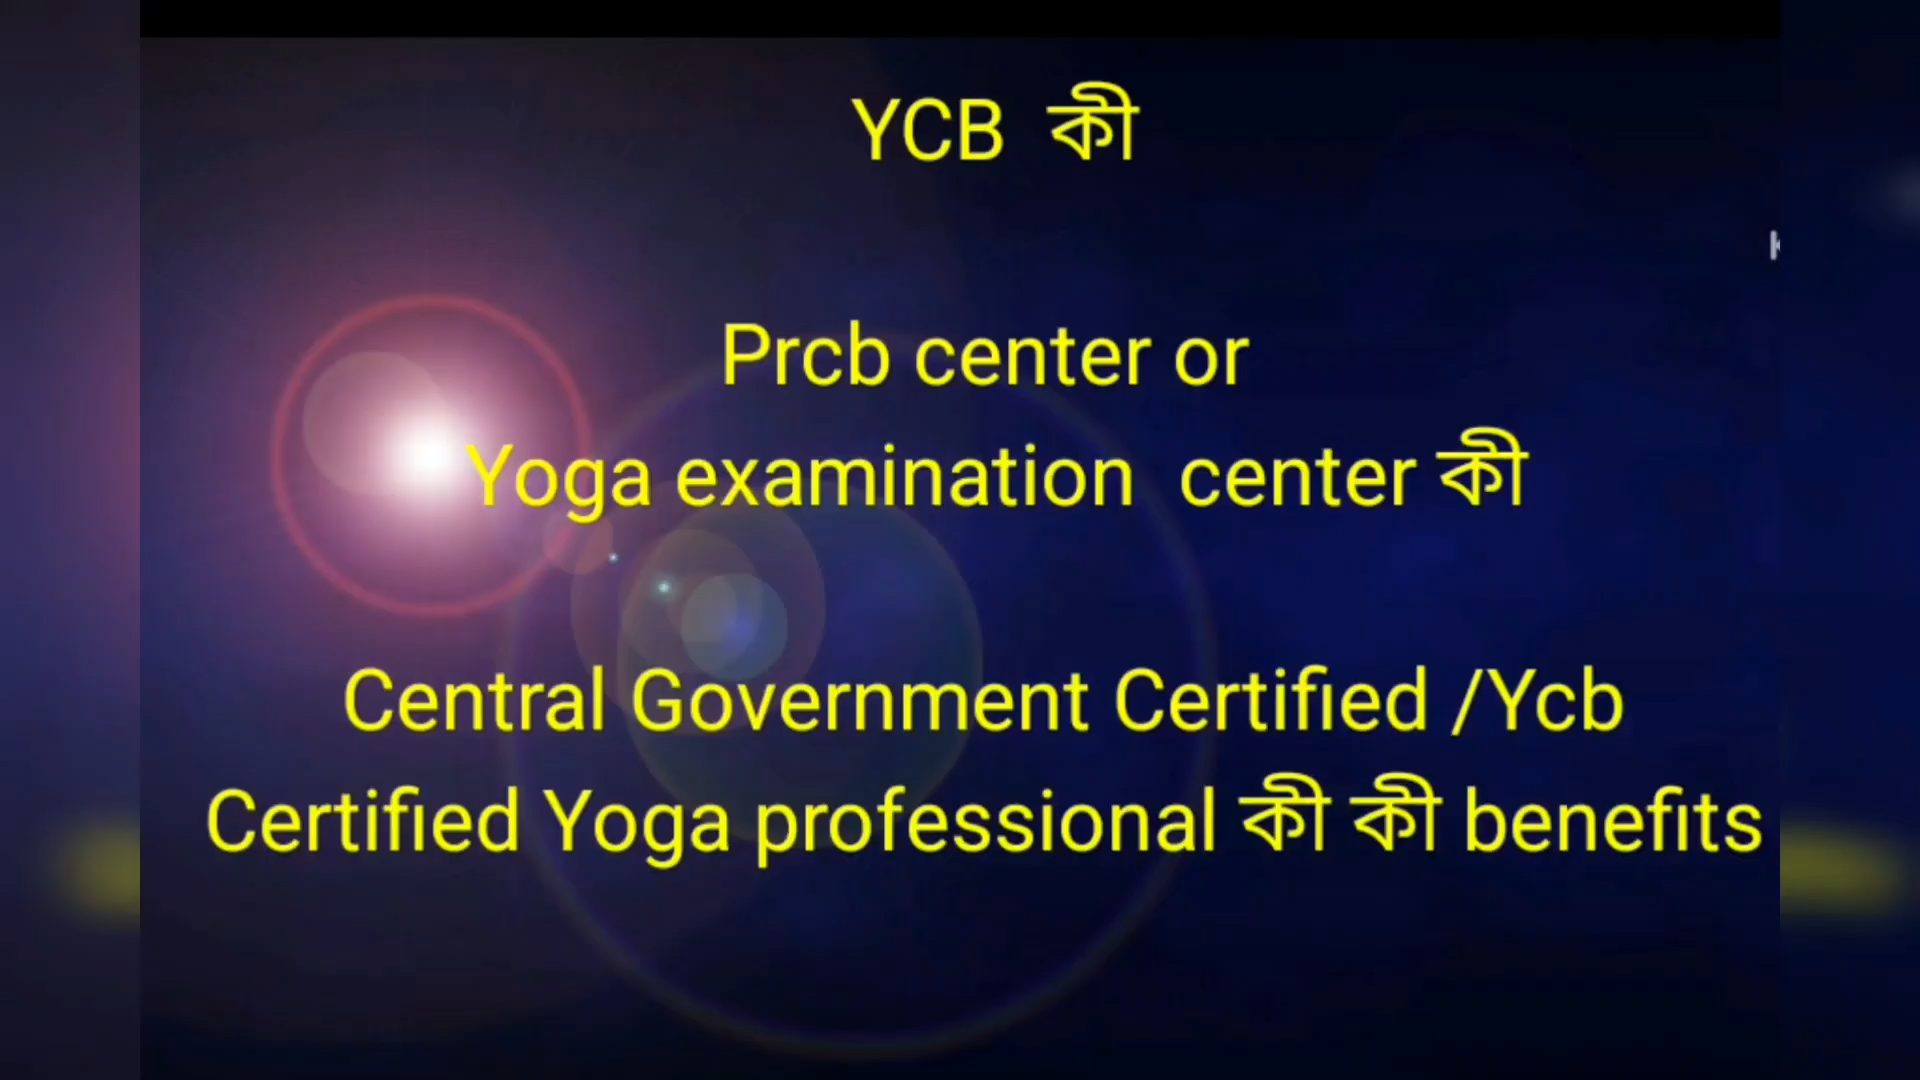 YCB কী
Prcb center or
Yoga examination center কী
Central Government Certified /Ycb
Certified Yoga professional কী কী benefits